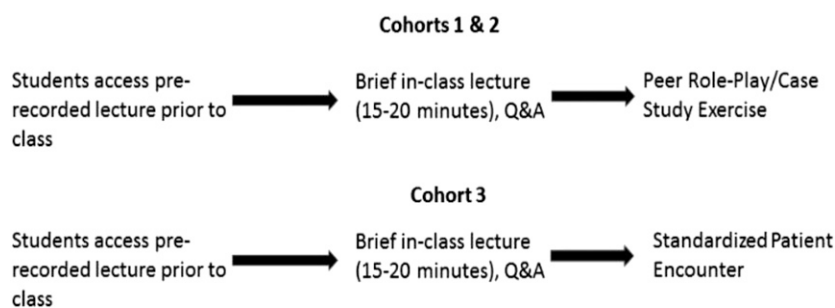 Cohorts 1 & 2
Students access pre-
recorded lecture prior to
class
Brief in-class lecture
(15-20 minutes), Q&A
Peer Role-Play/Case
Study Exercise
Cohort 3
Students access pre-
recorded lecture prior to
class
Brief in-class lecture
(15-20 minutes), Q&A
Standardized Patient
Encounter